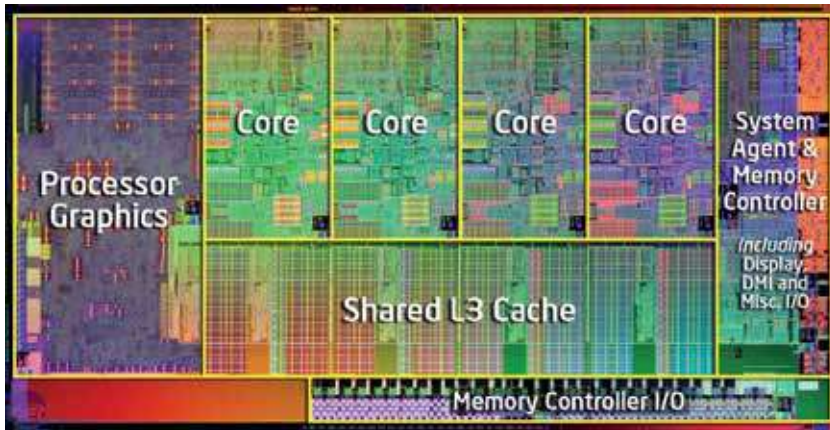 Processor
Graphics
Core
Core
Core
Core
System
Agent &
Memory
Controller
Including
Display,
DMI and
Misc. I/O
Shared L3 Cache
Memory Controller I/O